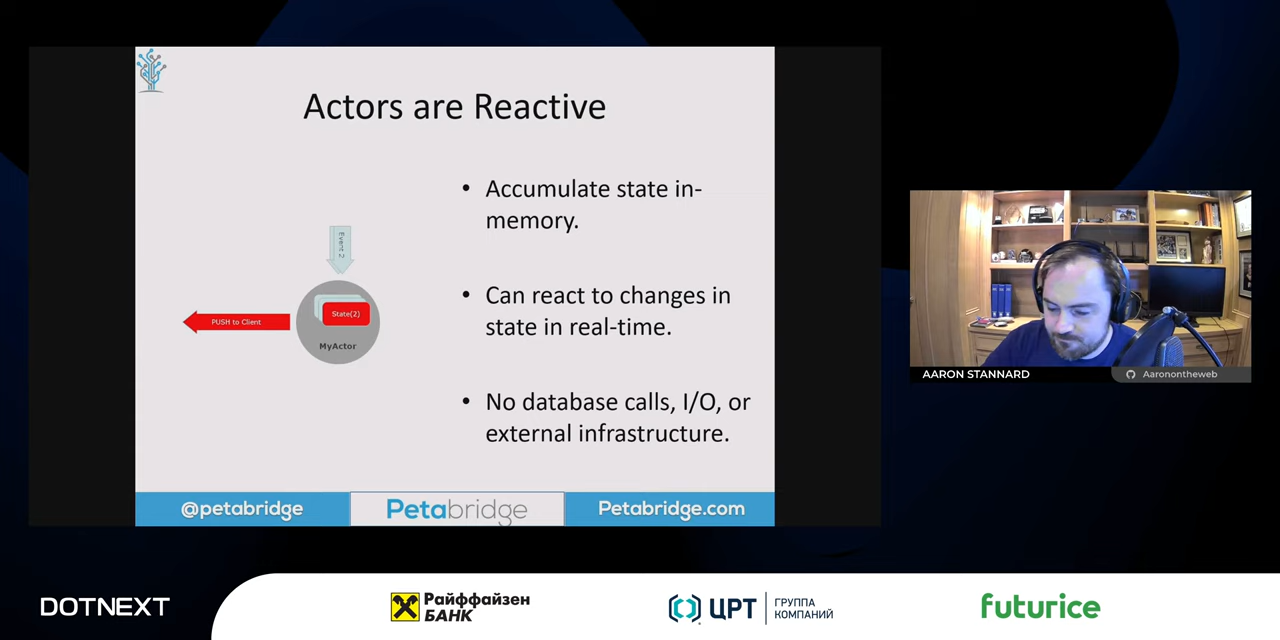 Actors are Reactive
• Accumulate state in-
memory.
Event 2
State(2)
PUSH to Client
MyActor
• Can react to changes in
state in real-time.
• No database calls, I/O, or
external infrastructure.
@petabridge
Petabridge
Petabridge.com
AARON STANNARD
Aaronontheweb
DOTNEXT
Райффайзен
БАНК
ЦРТ
ГРУППА
КОМПАНИЙ
futurice